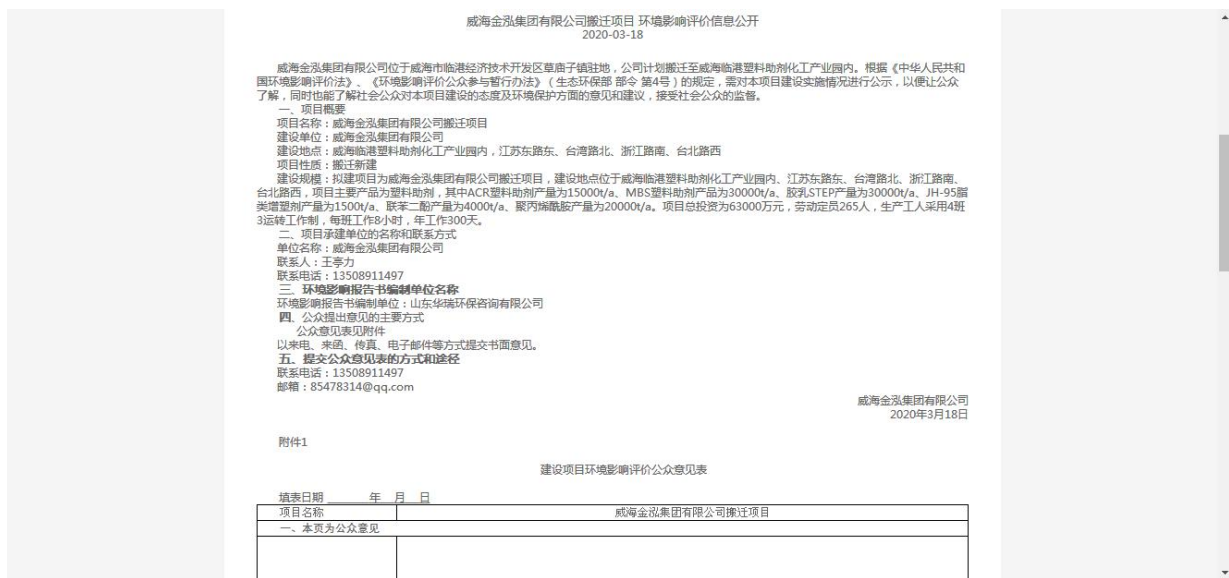 威海金泓集团有限公司搬迁项目 环境影响评价信息公开
2020-03-18
威海金泓集团有限公司位于威海市临港经济技术开发区草庙子镇驻地，公司计划搬迁至威海临港塑料助剂化工产业园内。根据《中华人民共和
国环境影响评价法》、《环境影响评价公众参与暂行办法》（生态环保部 部令 第4号）的规定，需对本项目建设实施情况进行公示，以便让公众
了解，同时也能了解社会公众对本项目建设的态度及环境保护方面的意见和建议，接受社会公众的监督。
一、项目概要
项目名称：威海金泓集团有限公司搬迁项目
建设单位：威海金泓集团有限公司
建设地点：威海临港塑料助剂化工产业园内，江苏东路东、台湾路北、浙江路南、台北路西
项目性质：搬迁新建
建设规模：拟建项目为威海金泓集团有限公司搬迁项目，建设地点位于威海临港塑料助剂化工产业园内、江苏东路东、台湾路北、浙江路南、
台北路西，项目主要产品为塑料助剂，其中ACR塑料助剂产量为15000t/a、MBS塑料助剂产品为30000t/a、胶乳STEP产量为30000t/a、JH-95脂
类增塑剂产量为1500t/a、联苯二酚产量为4000t/a、聚丙烯酰胺产量为20000t/a。项目总投资为63000万元，劳动定员265人，生产工人采用4班
3运转工作制，每班工作8小时，年工作300天。
二、项目承建单位的名称和联系方式
单位名称：威海金泓集团有限公司
联系人：王亭力
联系电话：13508911497
三、环境影响报告书编制单位名称
环境影响报告书编制单位：山东华瑞环保咨询有限公司
四、公众提出意见的主要方式
公众意见表见附件
以来电、来函、传真、电子邮件等方式提交书面意见。
五、提交公众意见表的方式和途径
联系电话：13508911497
邮箱：85478314@qq.com
威海金泓集团有限公司
2020年3月18日
附件1
建设项目环境影响评价公众意见表
填表日期 年 月 日
项目名称 威海金泓集团有限公司搬迁项目
一、本页为公众意见